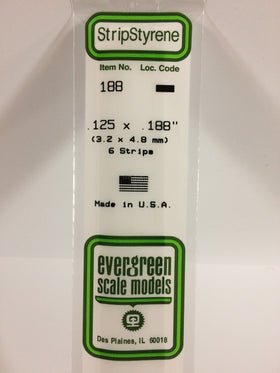 StripStyrene
Item No. Loc. Code
188
.125 x .188"
(3.2 x 4.8 mm)
6 Strips
Made in U.S.A.
evergreen
scale models
Des Plaines, IL 60018